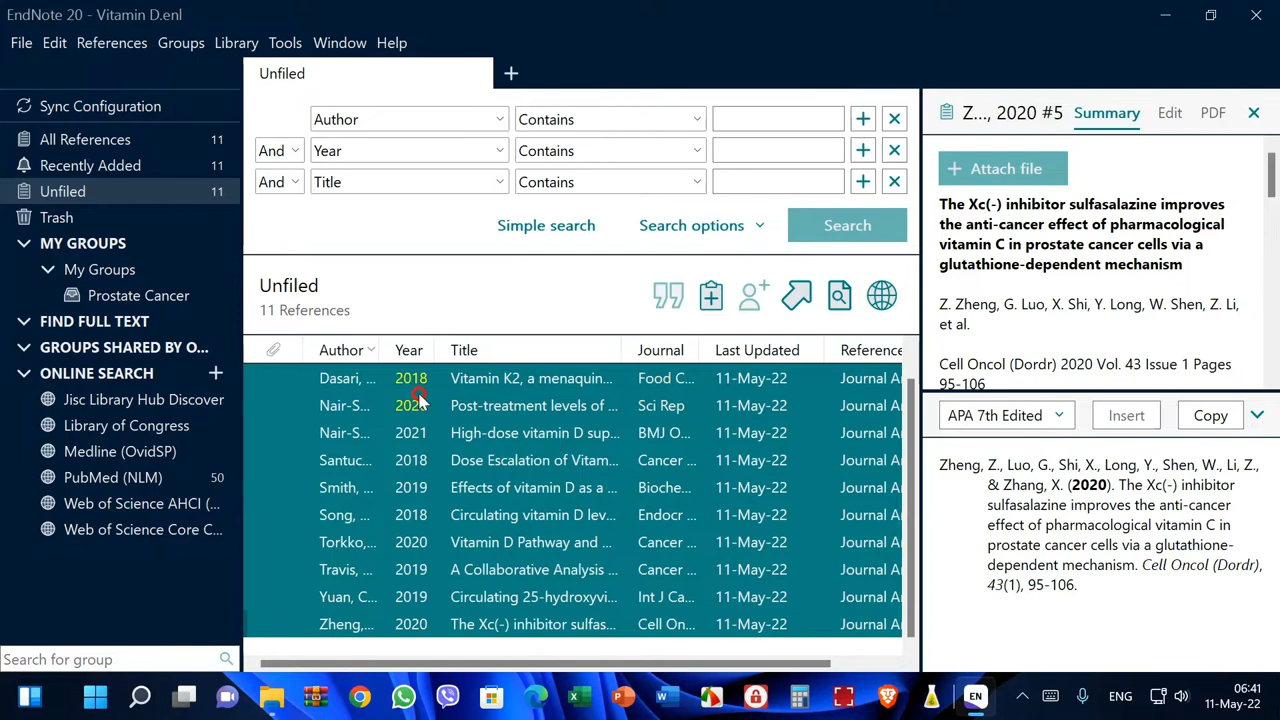 EndNote 20 - Vitamin D.enl
File Edit References Groups Library Tools Window Help
Sync Configuration
All References 11
Recently Added 11
Unfiled 11
Trash
MY GROUPS
My Groups
Prostate Cancer
FIND FULL TEXT
GROUPS SHARED BY O...
ONLINE SEARCH
Jisc Library Hub Discover
Library of Congress
Medline (OvidSP)
PubMed (NLM) 50
Web of Science AHCI (...
Web of Science Core C...
Search for group
Unfiled
Author Contains
And Year Contains
And Title Contains
Simple search Search options Search
Unfiled
11 References
Author Year Title Journal Last Updated Reference
Dasari, ... 2018 Vitamin K2, a menaquin... Food C... 11-May-22 Journal A
Nair-S... Post-treatment levels of ... Sci Rep 11-May-22 Journal A
Nair-S... 2021 High-dose vitamin D sup... BMJ O... 11-May-22 Journal A
Santuc... 2018 Dose Escalation of Vitam... Cancer ... 11-May-22 Journal A
Smith, ... 2019 Effects of vitamin D as a ... Bioche... 11-May-22 Journal A
Song, ... 2018 Circulating vitamin D lev... Endocr ... 11-May-22 Journal A
Torkko,... 2020 Vitamin D Pathway and ... Cancer ... 11-May-22 Journal A
Travis, ... 2019 A Collaborative Analysis ... Cancer ... 11-May-22 Journal A
Yuan, C... 2019 Circulating 25-hydroxyvi... Int J Ca... 11-May-22 Journal A
Zheng,... 2020 The Xc(-) inhibitor sulfas... Cell On... 11-May-22 Journal A
Z..., 2020 #5 Summary Edit PDF
Attach file
The Xc(-) inhibitor sulfasalazine improves
the anti-cancer effect of pharmacological
vitamin C in prostate cancer cells via a
glutathione-dependent mechanism
Z. Zheng, G. Luo, X. Shi, Y. Long, W. Shen, Z. Li,
et al.
Cell Oncol (Dordr) 2020 Vol. 43 Issue 1 Pages
95-106
APA 7th Edited Insert Copy
Zheng, Z., Luo, G., Shi, X., Long, Y., Shen, W., Li, Z.,
& Zhang, X. (2020). The Xc(-) inhibitor
sulfasalazine improves the anti-cancer
effect of pharmacological vitamin C in
prostate cancer cells via a glutathione-
dependent mechanism. Cell Oncol (Dordr),
43(1), 95-106.
EN
ENG
06:41
11-May-22